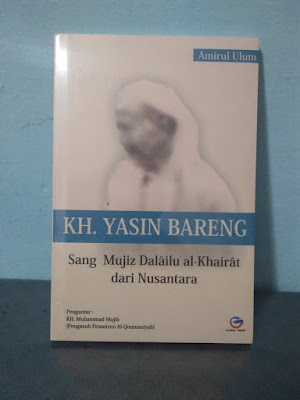 Amirul Ulum
KH. YASIN BARENG
Sang Mujiz Dalâilu al-Khairât
dari Nusantara
Pengantar :
KH. Muhammad Mujib
(Pengasuh Pesantren Al-Qoumaniyah)